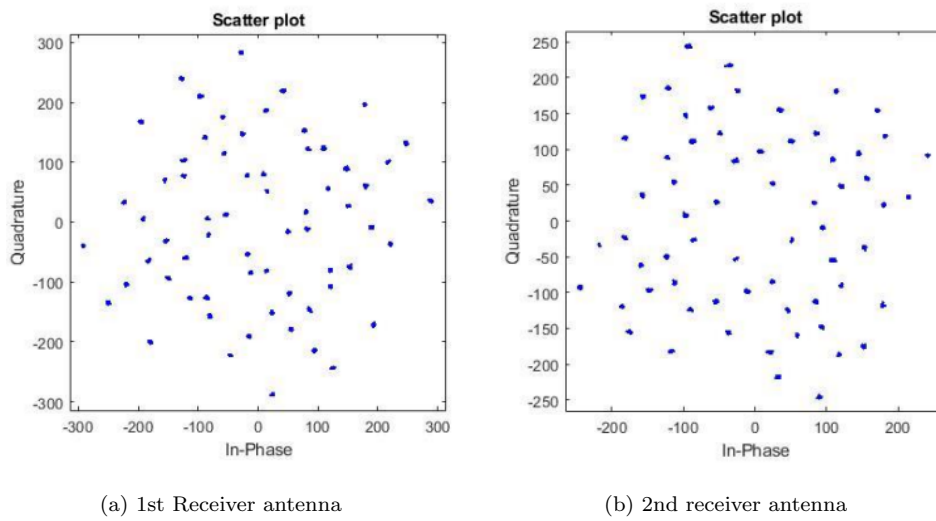 Scatter plot
300
200
100
0
-100
-200
-300
Quadrature
-300 -200 -100 0 100 200 300
In-Phase
(a) 1st Receiver antenna
Scatter plot
250
200
150
100
50
0
-50
-100
-150
-200
-250
Quadrature
-200 -100 0 100 200
In-Phase
(b) 2nd receiver antenna